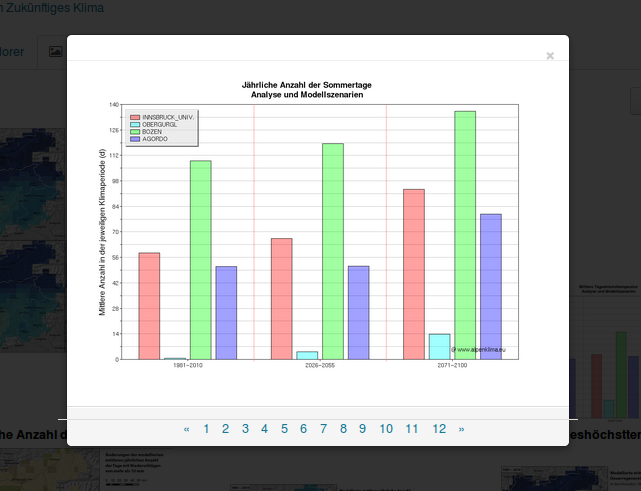 n Zukünftiges Klima
lorer
×
Jährliche Anzahl der Sommertage
Analyse und Modellszenarien
Mittlere Anzahl in der jeweiligen Klimaperiode (d)
140
126
112
98
84
70
56
42
28
14
0
INNSBRUCK_UNIV.
OBERGURGL
BOZEN
AGORDO
@ www.alpenklima.eu
1981-2010
2026-2055
2071-2100
« 1 2 3 4 5 6 7 8 9 10 11 12 »
he Anzahl d
eshöchstter